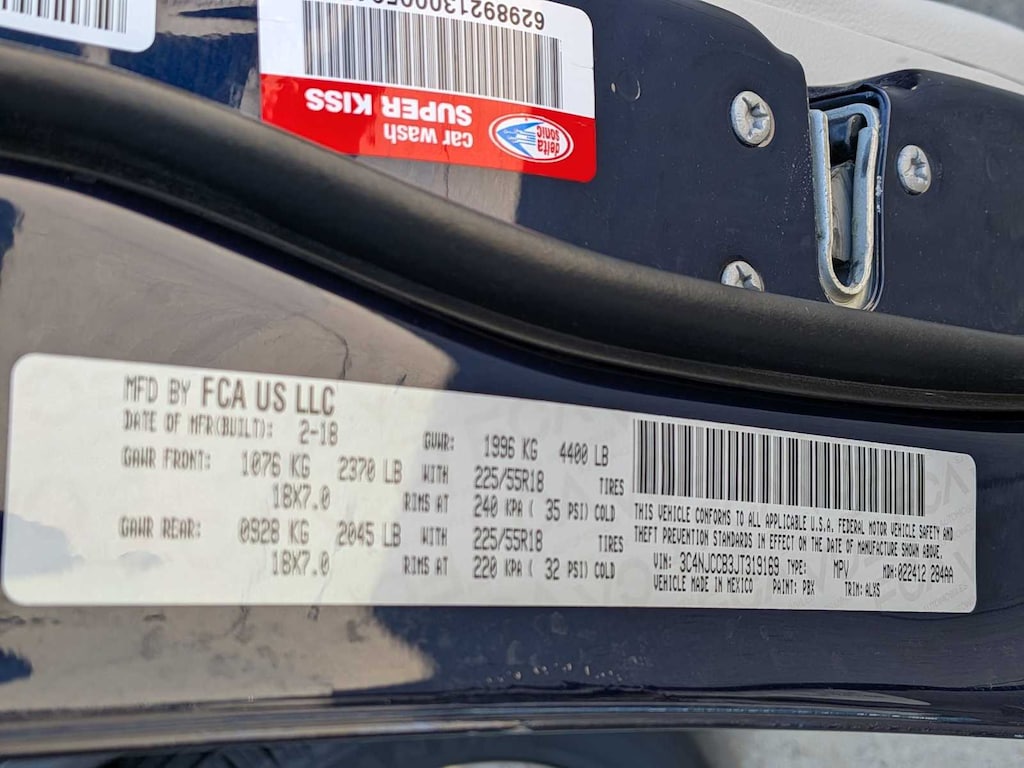 6298921300
SUPER KISS
car wash
delta
sonic
MFD BY FCA US LLC
DATE OF MFR(BUILT): 2-18
GVWR: 1996 KG 4400 LB
GAWR FRONT: 1076 KG 2370 LB WITH 225/55R18 TIRES
18X7.0 RIMS AT 240 KPA ( 35 PSI) COLD
GAWR REAR: 0928 KG 2045 LB WITH 225/55R18 TIRES
18X7.0 RIMS AT 220 KPA ( 32 PSI) COLD
THIS VEHICLE CONFORMS TO ALL APPLICABLE U.S.A. FEDERAL MOTOR VEHICLE SAFETY AND
THEFT PREVENTION STANDARDS IN EFFECT ON THE DATE OF MANUFACTURE SHOWN ABOVE.
VIN: 3C4NJCCB3JT319169 TYPE: MPV MDH:022412 284AA
VEHICLE MADE IN MEXICO PAINT: PBX TRIM: ALXS